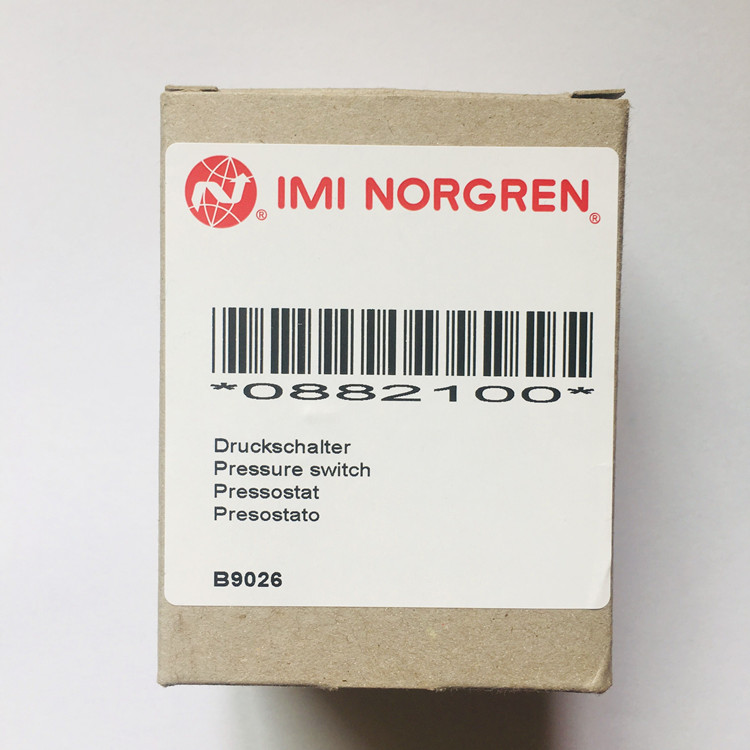 IMI NORGREN
*0882100*
Druckschalter
Pressure switch
Pressostat
Presostato
B9026